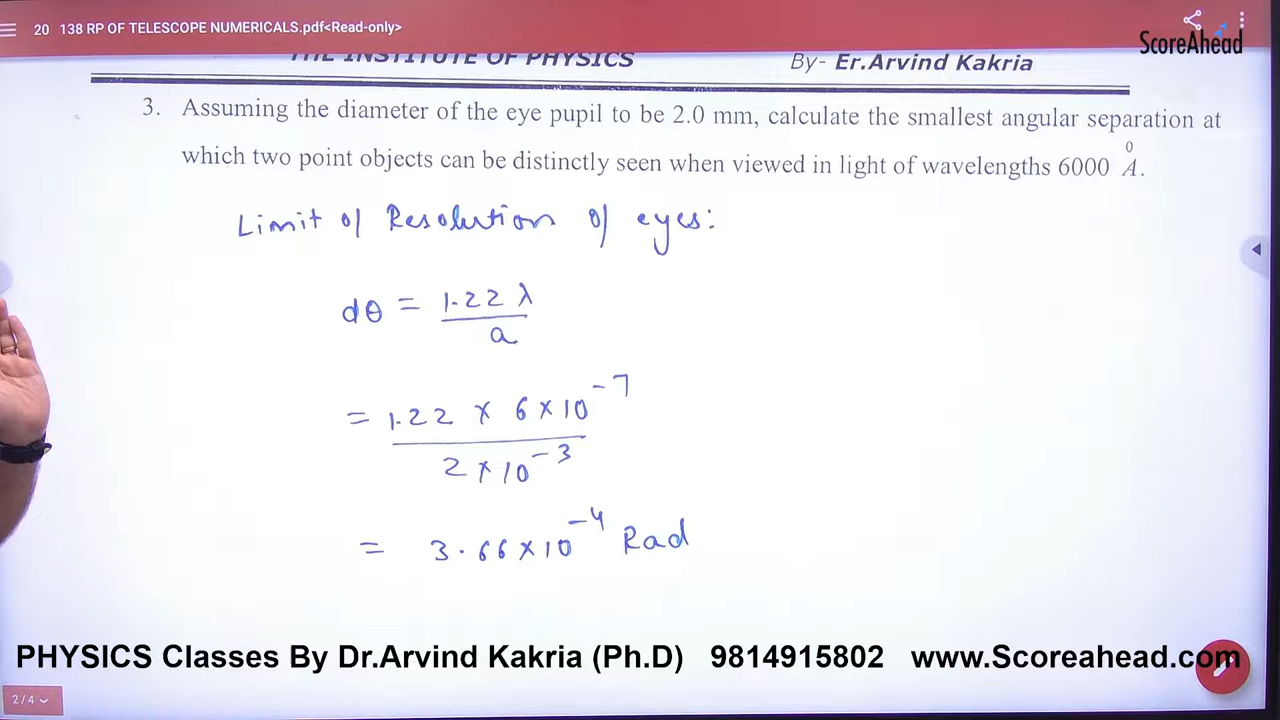 20 138 RP OF TELESCOPE NUMERICALS.pdf<Read-only>
ScoreAhead
THE INSTITUTE OF PHYSICS By- Er.Arvind Kakria
3. Assuming the diameter of the eye pupil to be 2.0 mm, calculate the smallest angular separation at
which two point objects can be distinctly seen when viewed in light of wavelengths 6000 Å.
Limit of Resolution of eyes:
dθ = 1.22 λ / a
= 1.22 × 6 × 10⁻⁷ / 2 × 10⁻³
= 3.66 × 10⁻⁴ Rad
PHYSICS Classes By Dr.Arvind Kakria (Ph.D) 9814915802 www.Scoreahead.com
2/4